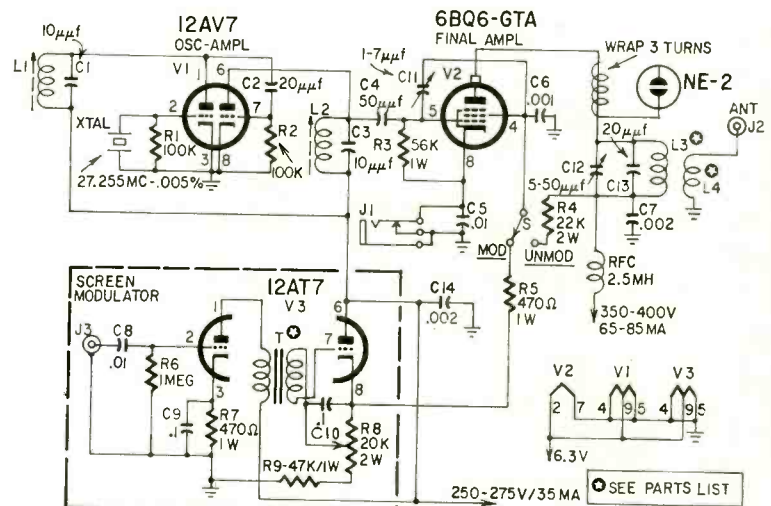 12AV7
OSC-AMPL
6BQ6-GTA
FINAL AMPL
10μμf
L1
C1
1
V1
6
C2
20μμf
XTAL
2
7
R1
100K
3
8
R2
100K
27.255MC-.005%
L2
C4
50μμf
C3
10μμf
1-7μμf
C11
V2
5
4
8
R3
56K
1W
C6
.001
WRAP 3 TURNS
NE-2
ANT
J2
20μμf
L3
L4
C12
5-50μμf
C13
C7
.002
R4
22K
2W
J1
C5
.01
S
MOD
UNMOD
R5
470Ω
1W
RFC
2.5MH
350-400V
65-85MA
SCREEN
MODULATOR
12AT7
V3
1
6
J3
C8
.01
2
T
7
R6
1MEG
3
8
C9
.1
R7
470Ω
1W
.1
C10
R8
20K
2W
R9-47K/1W
C14
.002
250-275V/35MA
V2
V1
V3
2
7
4
9
5
4
9
5
6.3V
✪ SEE PARTS LIST